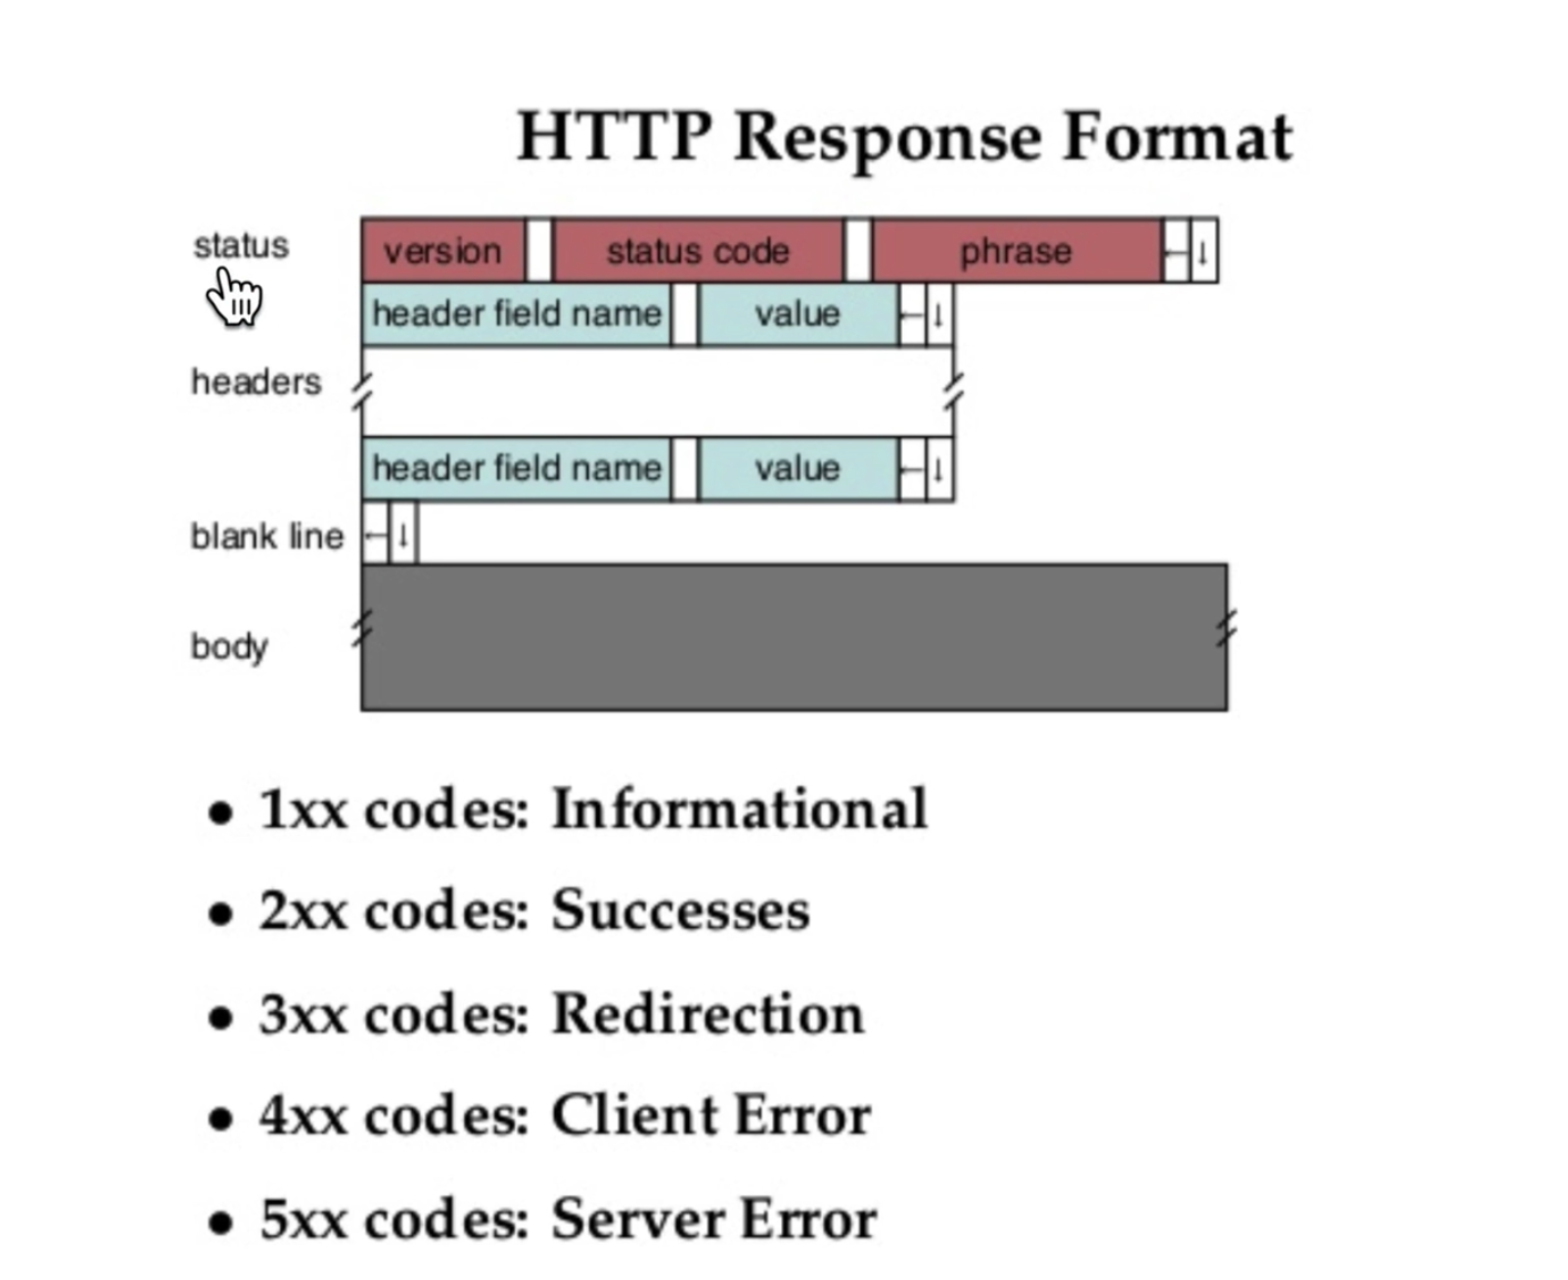 HTTP Response Format
status version status code phrase ← ↓
header field name value ← ↓
headers
header field name value ← ↓
blank line ← ↓
body
• 1xx codes: Informational
• 2xx codes: Successes
• 3xx codes: Redirection
• 4xx codes: Client Error
• 5xx codes: Server Error